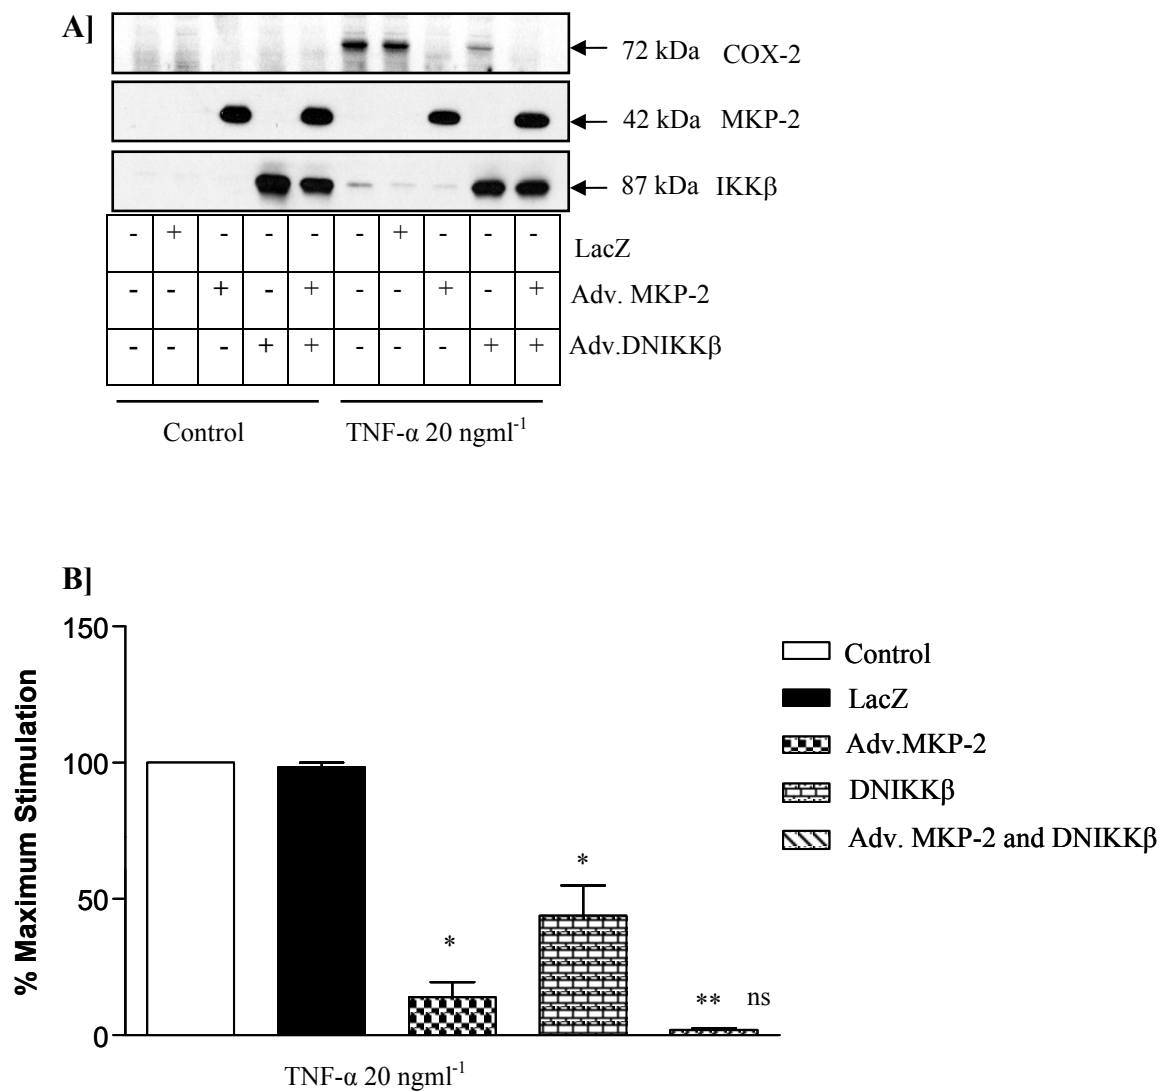 A]
72 kDa COX-2
42 kDa MKP-2
87 kDa IKKβ
- + - - - - + - - - LacZ
- - + - + - - + - + Adv. MKP-2
- - - + + - - - + + Adv.DNIKKβ
Control TNF-α 20 ngml⁻¹
B]
% Maximum Stimulation
150
100
50
0
*
*
** ns
TNF-α 20 ngml⁻¹
Control
LacZ
Adv.MKP-2
DNIKKβ
Adv. MKP-2 and DNIKKβ